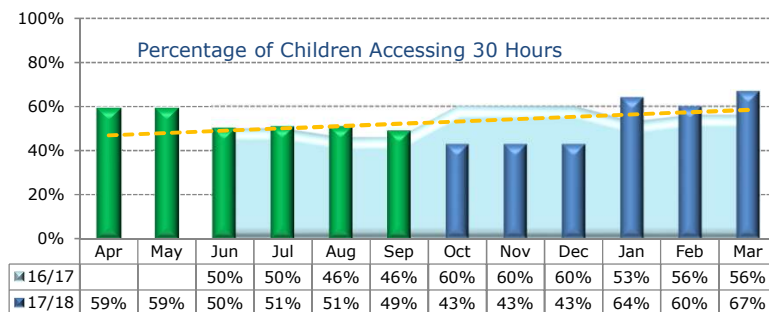 100%
Percentage of Children Accessing 30 Hours
80%
60%
40%
20%
0%
Apr May Jun Jul Aug Sep Oct Nov Dec Jan Feb Mar
16/17 50% 50% 46% 46% 60% 60% 60% 53% 56% 56%
17/18 59% 59% 50% 51% 51% 49% 43% 43% 43% 64% 60% 67%